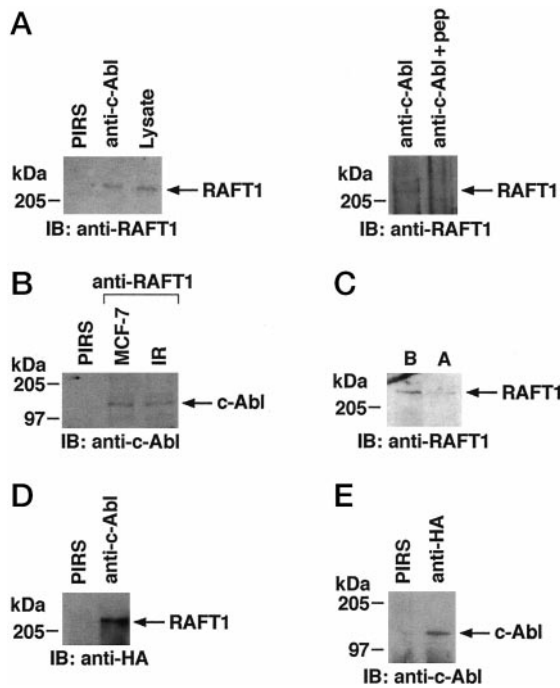 A
PIRS
anti-c-Abl
Lysate
kDa
205
RAFT1
IB: anti-RAFT1
anti-c-Abl
anti-c-Abl+pep
kDa
205
RAFT1
IB: anti-RAFT1
B
anti-RAFT1
PIRS
MCF-7
IR
kDa
205
97
c-Abl
IB: anti-c-Abl
C
B A
kDa
205
RAFT1
IB: anti-RAFT1
D
PIRS
anti-c-Abl
kDa
205
RAFT1
IB: anti-HA
E
PIRS
anti-HA
kDa
205
97
c-Abl
IB: anti-c-Abl